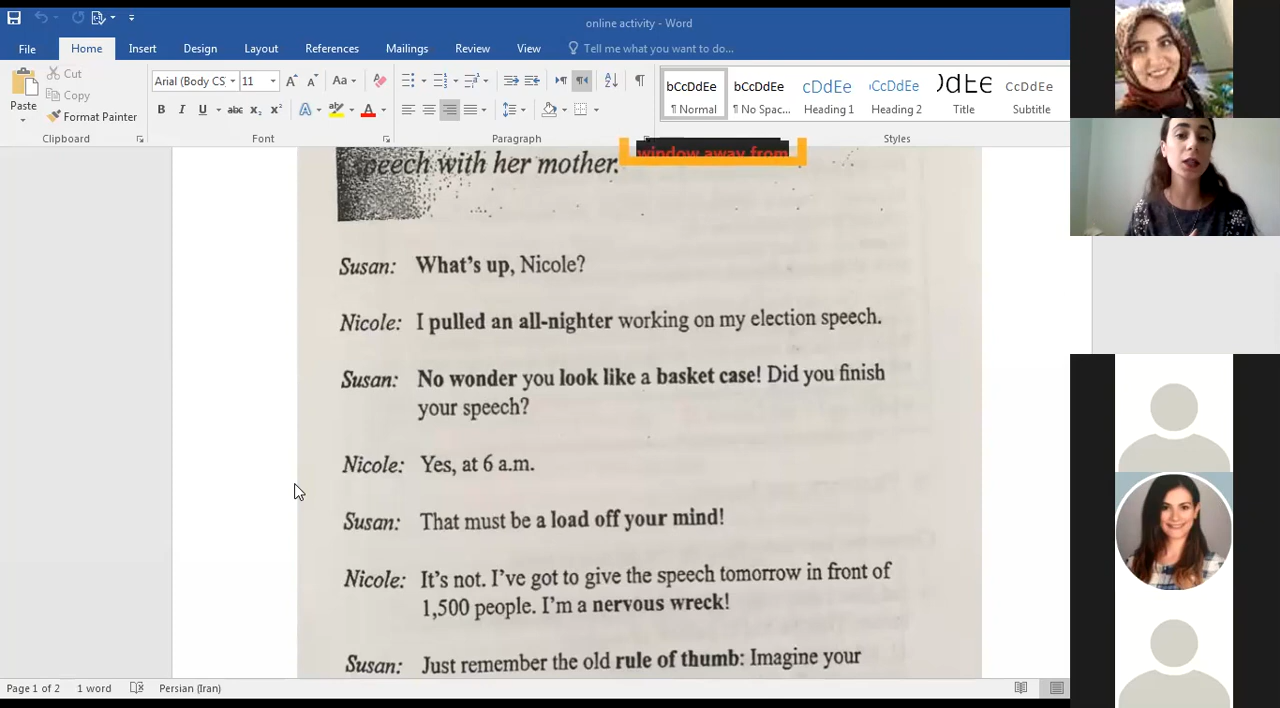 online activity - Word
File Home Insert Design Layout References Mailings Review View Tell me what you want to do...
Cut
Copy
Format Painter
Paste
Clipboard
Arial (Body CS 11
Font
Paragraph
bCcDdEe bCcDdEe cDdEe CcDdEe DdEe CcDdEe
¶ Normal ¶ No Spac... Heading 1 Heading 2 Title Subtitle
Styles
window away from
speech with her mother.
Susan: What's up, Nicole?
Nicole: I pulled an all-nighter working on my election speech.
Susan: No wonder you look like a basket case! Did you finish
your speech?
Nicole: Yes, at 6 a.m.
Susan: That must be a load off your mind!
Nicole: It's not. I've got to give the speech tomorrow in front of
1,500 people. I'm a nervous wreck!
Susan: Just remember the old rule of thumb: Imagine your
Page 1 of 2 1 word Persian (Iran)